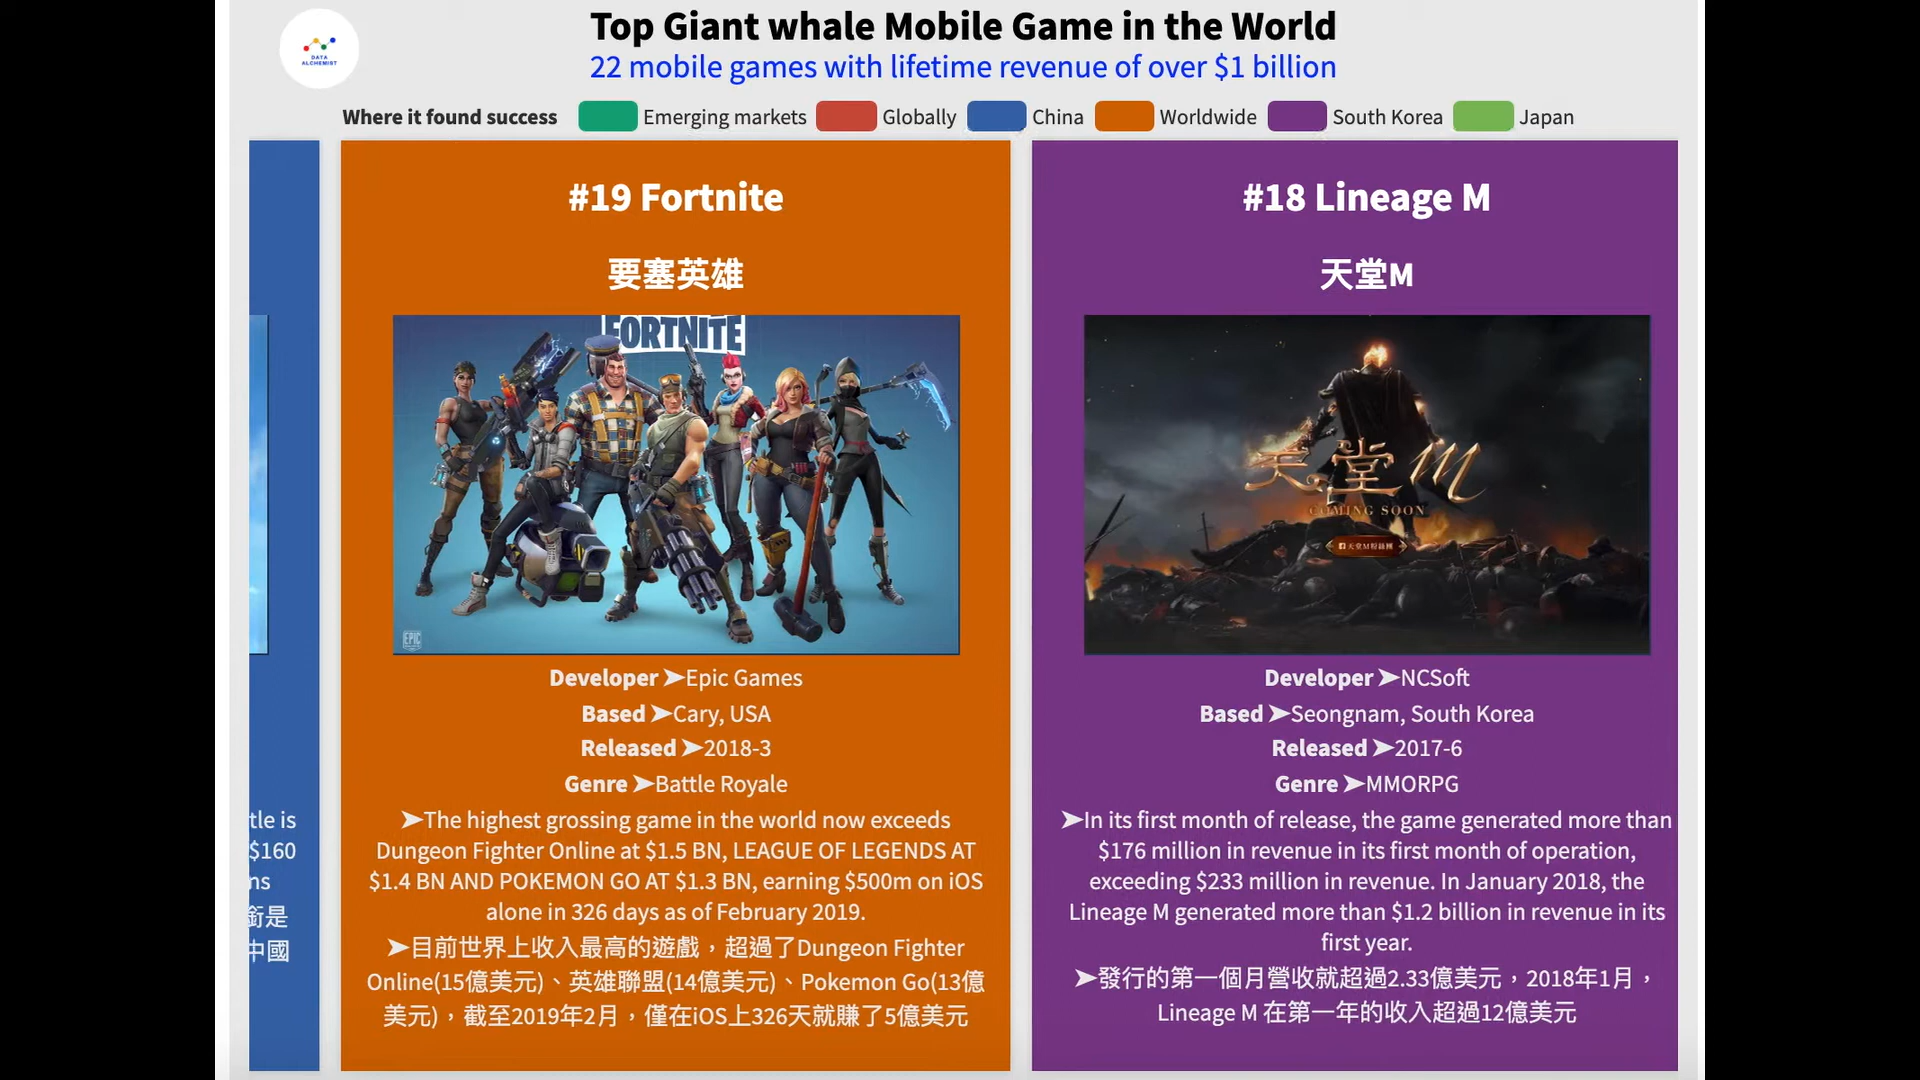 DATA
ALCHEMIST
Top Giant whale Mobile Game in the World
22 mobile games with lifetime revenue of over $1 billion
Where it found success Emerging markets Globally China Worldwide South Korea Japan
tle is
$160
ns
銜是
中國
#19 Fortnite
要塞英雄
FORTNITE
EPIC
Developer ➤Epic Games
Based ➤Cary, USA
Released ➤2018-3
Genre ➤Battle Royale
➤The highest grossing game in the world now exceeds
Dungeon Fighter Online at $1.5 BN, LEAGUE OF LEGENDS AT
$1.4 BN AND POKEMON GO AT $1.3 BN, earning $500m on iOS
alone in 326 days as of February 2019.
➤目前世界上收入最高的遊戲，超過了Dungeon Fighter
Online(15億美元)、英雄聯盟(14億美元)、Pokemon Go(13億
美元)，截至2019年2月，僅在iOS上326天就賺了5億美元
#18 Lineage M
天堂M
天堂M
COMING SOON
天堂M粉絲團
Developer ➤NCSoft
Based ➤Seongnam, South Korea
Released ➤2017-6
Genre ➤MMORPG
➤In its first month of release, the game generated more than
$176 million in revenue in its first month of operation,
exceeding $233 million in revenue. In January 2018, the
Lineage M generated more than $1.2 billion in revenue in its
first year.
➤發行的第一個月營收就超過2.33億美元，2018年1月，
Lineage M 在第一年的收入超過12億美元